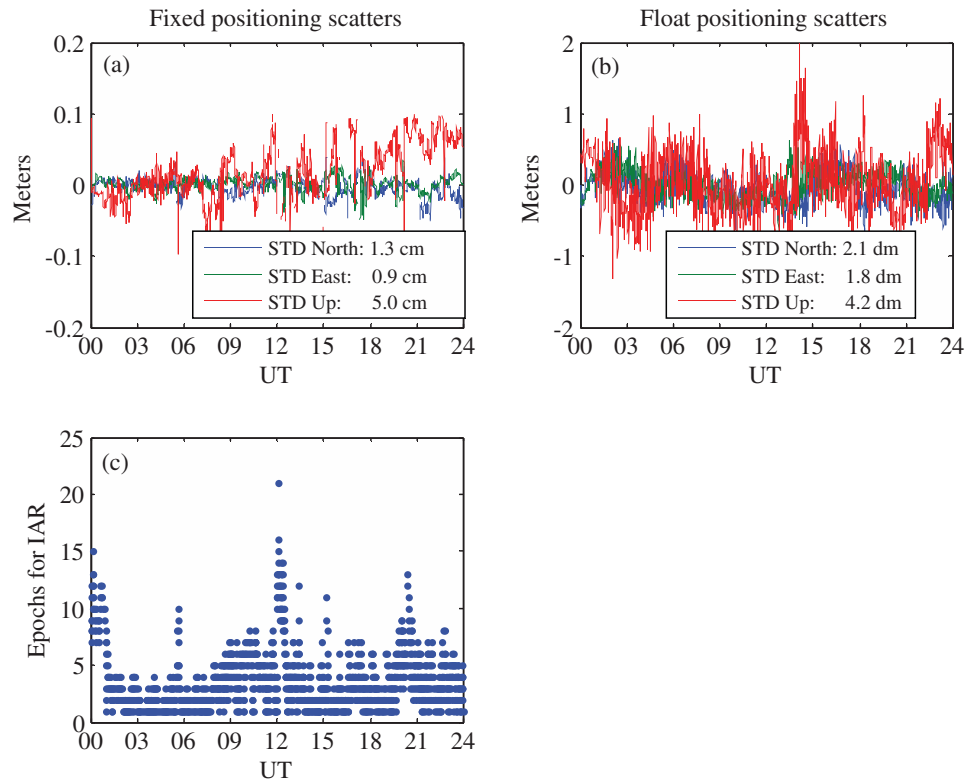 Fixed positioning scatters
Float positioning scatters
(a)
0.2
0.1
0
-0.1
-0.2
Meters
STD North: 1.3 cm
STD East: 0.9 cm
STD Up: 5.0 cm
00 03 06 09 12 15 18 21 24
UT
(b)
2
1
0
-1
-2
Meters
STD North: 2.1 dm
STD East: 1.8 dm
STD Up: 4.2 dm
00 03 06 09 12 15 18 21 24
UT
(c)
25
20
15
10
5
0
Epochs for IAR
00 03 06 09 12 15 18 21 24
UT